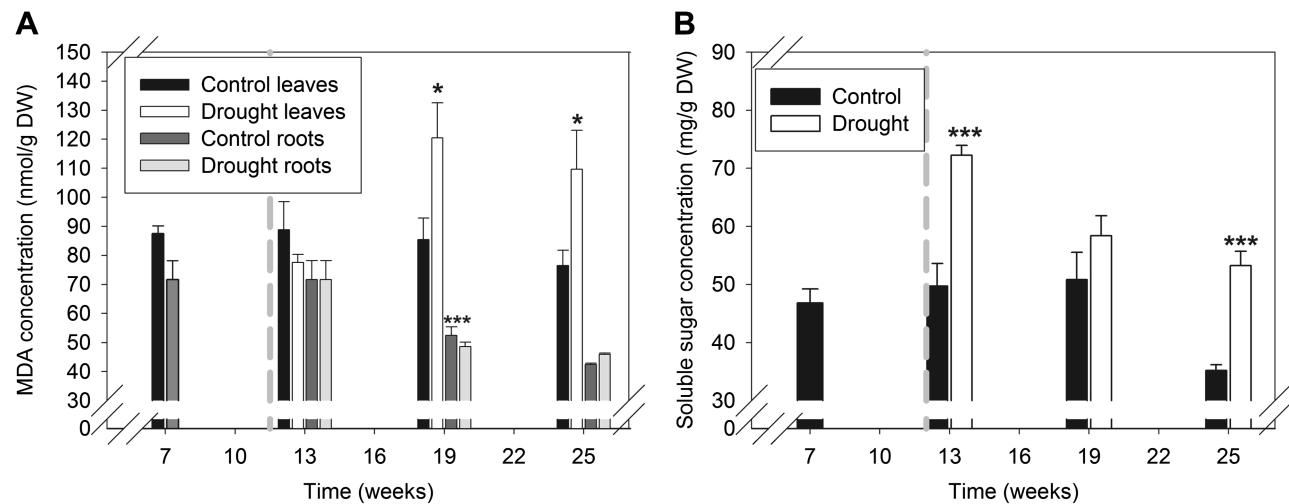 A
MDA concentration (nmol/g DW)
150
140
130
120
110
100
90
80
70
60
50
40
30
0
Control leaves
Drought leaves
Control roots
Drought roots
*
*
***
7 10 13 16 19 22 25
Time (weeks)
B
Soluble sugar concentration (mg/g DW)
90
80
70
60
50
40
30
0
Control
Drought
***
***
7 10 13 16 19 22 25
Time (weeks)